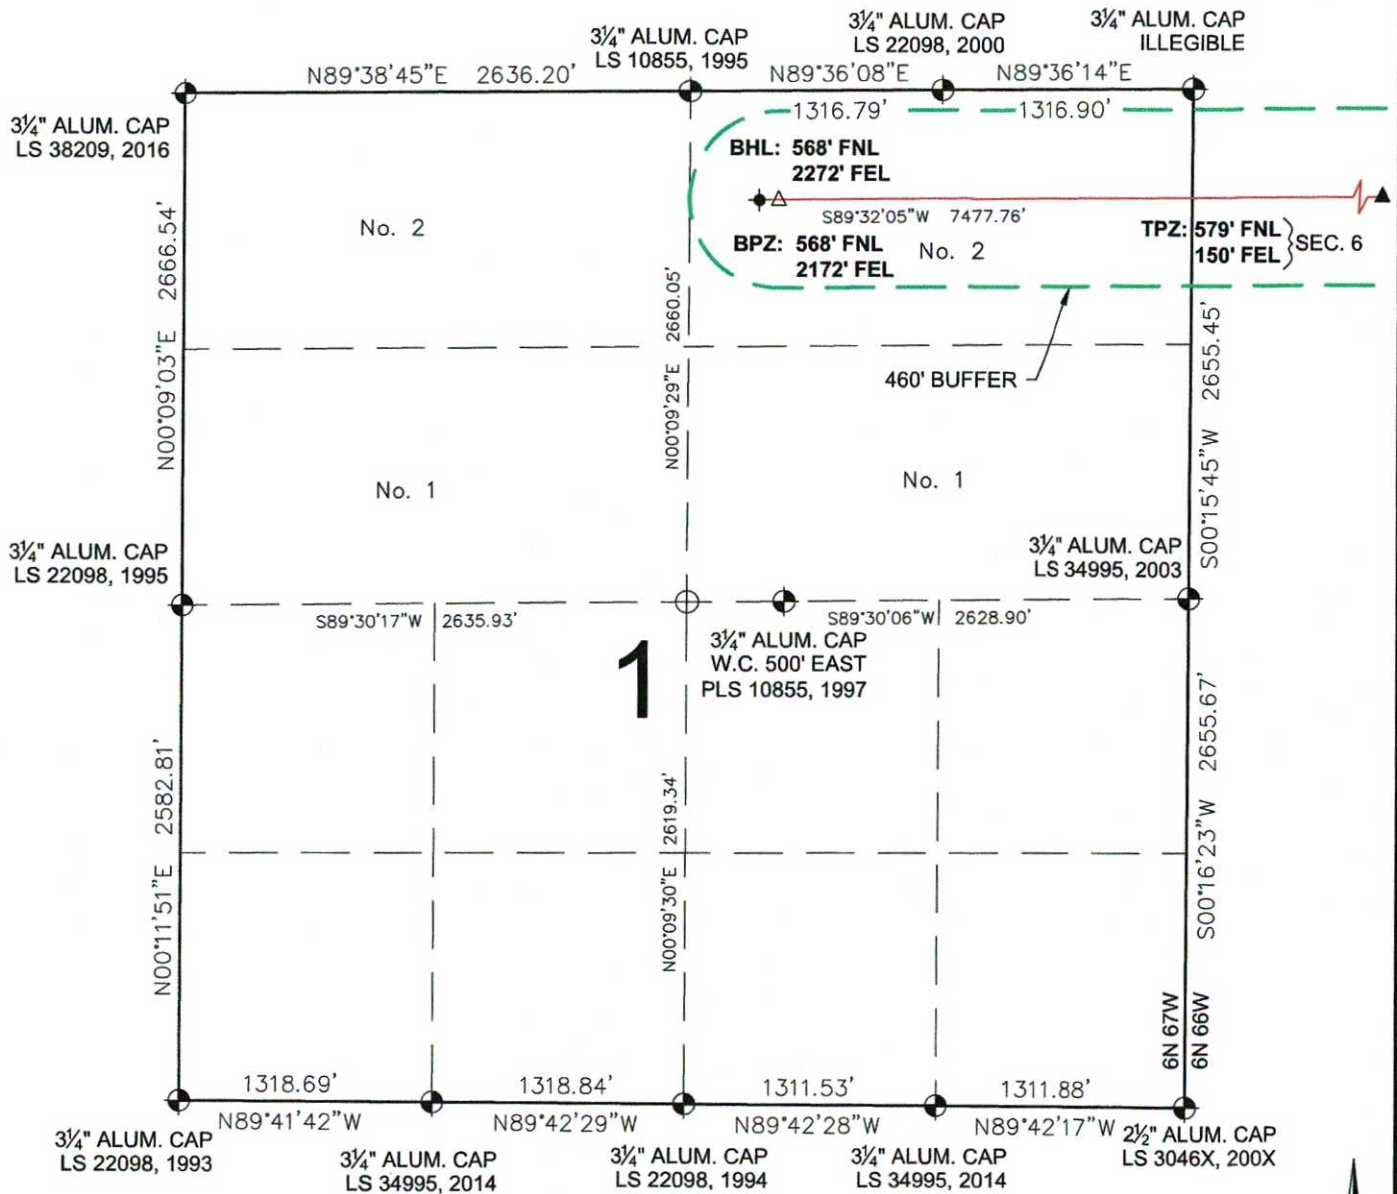 3¼" ALUM. CAP
LS 10855, 1995
3¼" ALUM. CAP
LS 22098, 2000
3¼" ALUM. CAP
ILLEGIBLE
N89°38'45"E 2636.20'
N89°36'08"E
N89°36'14"E
1316.79'
1316.90'
3¼" ALUM. CAP
LS 38209, 2016
BHL: 568' FNL
2272' FEL
S89°32'05"W 7477.76'
BPZ: 568' FNL
2172' FEL
TPZ: 579' FNL
150' FEL
SEC. 6
No. 2
No. 2
N00°09'03"E 2666.54'
N00°09'29"E 2660.05'
S00°15'45"W 2655.45'
460' BUFFER
No. 1
No. 1
3¼" ALUM. CAP
LS 22098, 1995
3¼" ALUM. CAP
LS 34995, 2003
S89°30'17"W 2635.93'
S89°30'06"W 2628.90'
1
3¼" ALUM. CAP
W.C. 500' EAST
PLS 10855, 1997
N00°11'51"E 2582.81'
N00°09'30"E 2619.34'
S00°16'23"W 2655.67'
6N 67W
6N 66W
1318.69'
1318.84'
1311.53'
1311.88'
N89°41'42"W
N89°42'29"W
N89°42'28"W
N89°42'17"W
3¼" ALUM. CAP
LS 22098, 1993
3¼" ALUM. CAP
LS 34995, 2014
3¼" ALUM. CAP
LS 22098, 1994
3¼" ALUM. CAP
LS 34995, 2014
2½" ALUM. CAP
LS 3046X, 200X